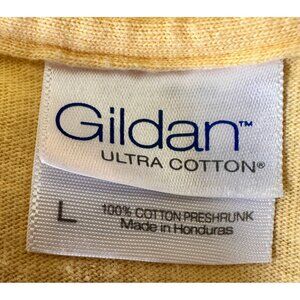 Gildan™
ULTRA COTTON®
L
100% COTTON PRESHRUNK
Made in Honduras